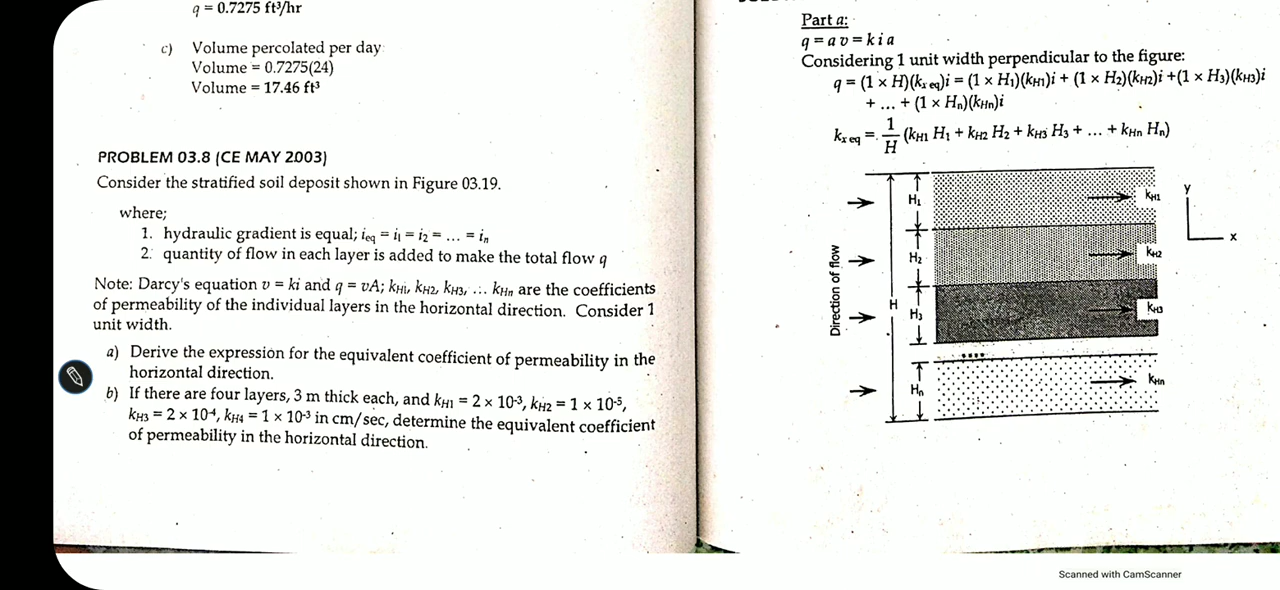 q = 0.7275 ft³/hr
c) Volume percolated per day
Volume = 0.7275(24)
Volume = 17.46 ft³
PROBLEM 03.8 (CE MAY 2003)
Consider the stratified soil deposit shown in Figure 03.19.
where;
1. hydraulic gradient is equal; i_eq = i₁ = i₂ = ... = iₙ
2. quantity of flow in each layer is added to make the total flow q
Note: Darcy's equation v = ki and q = vA; k_Hi, k_H2, k_H3, ... k_Hn are the coefficients
of permeability of the individual layers in the horizontal direction. Consider 1
unit width.
a) Derive the expression for the equivalent coefficient of permeability in the
horizontal direction.
b) If there are four layers, 3 m thick each, and k_H1 = 2 × 10⁻³, k_H2 = 1 × 10⁻⁵,
k_H3 = 2 × 10⁻⁴, k_H4 = 1 × 10⁻³ in cm/sec, determine the equivalent coefficient
of permeability in the horizontal direction.
Part a:
q = a v = k i a
Considering 1 unit width perpendicular to the figure:
q = (1 × H)(k_x eq)i = (1 × H₁)(k_H1)i + (1 × H₂)(k_H2)i +(1 × H₃)(k_H3)i
+ ... + (1 × Hₙ)(k_Hn)i
k_x eq = 1/H (k_H1 H₁ + k_H2 H₂ + k_H3 H₃ + ... + k_Hn Hₙ)
Direction of flow
H
H₁
k_H1
H₂
k_H2
H₃
k_H3
Hₙ
k_Hn
y
x
Scanned with CamScanner